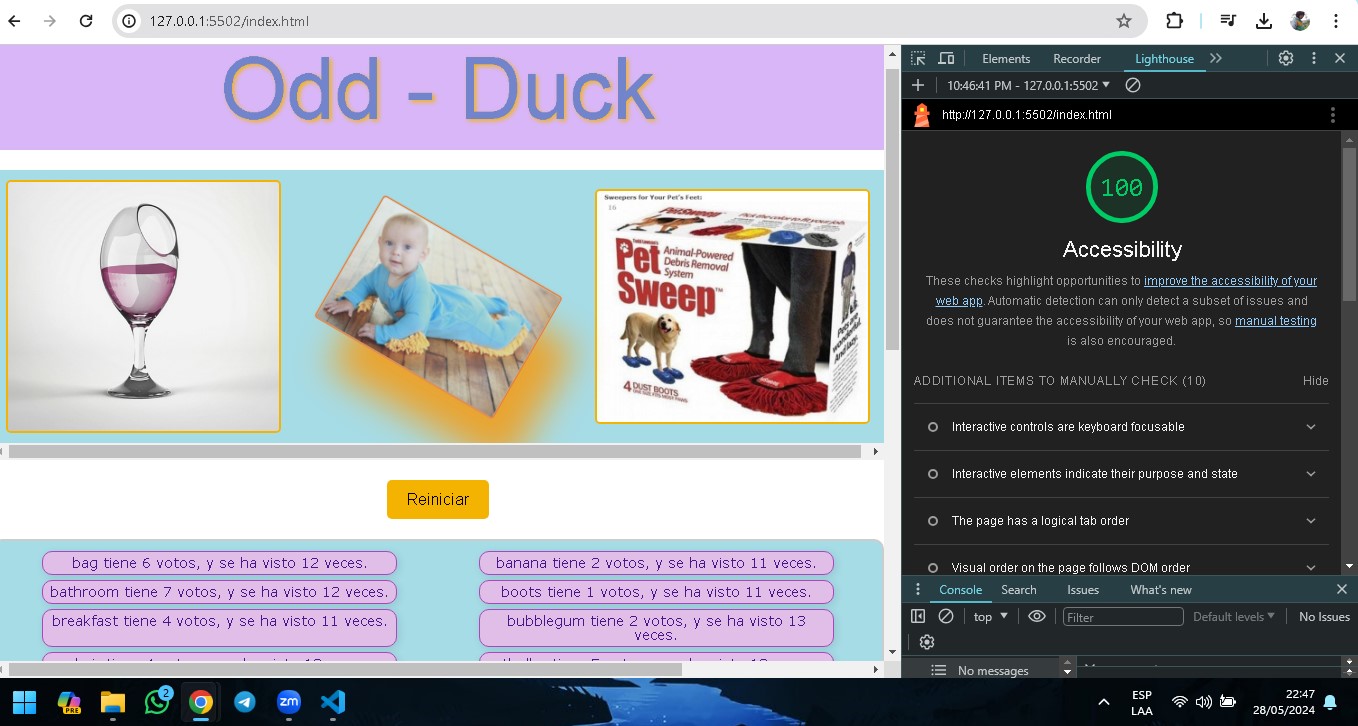 127.0.0.1:5502/index.html
Odd - Duck
Sweepers for Your Pet's Feet:
16
Pet Sweep™
Animal-Powered
Debris Removal
System
4 DUST BOOTS
Reiniciar
bag tiene 6 votos, y se ha visto 12 veces.
banana tiene 2 votos, y se ha visto 11 veces.
bathroom tiene 7 votos, y se ha visto 12 veces.
boots tiene 1 votos, y se ha visto 11 veces.
breakfast tiene 4 votos, y se ha visto 11 veces.
bubblegum tiene 2 votos, y se ha visto 13
veces.
Elements Recorder Lighthouse
10:46:41 PM - 127.0.0.1:5502
http://127.0.0.1:5502/index.html
100
Accessibility
These checks highlight opportunities to improve the accessibility of your
web app. Automatic detection can only detect a subset of issues and
does not guarantee the accessibility of your web app, so manual testing
is also encouraged.
ADDITIONAL ITEMS TO MANUALLY CHECK (10) Hide
Interactive controls are keyboard focusable
Interactive elements indicate their purpose and state
The page has a logical tab order
Visual order on the page follows DOM order
Console Search Issues What's new
top Filter Default levels No Issues
No messages
PRE
2
zm
ESP
LAA
22:47
28/05/2024